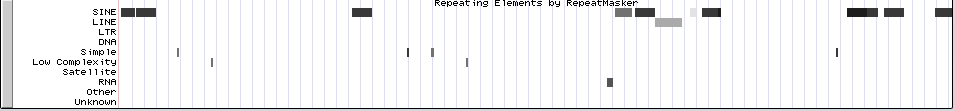 Repeating Elements by RepeatMasker
SINE
LINE
LTR
DNA
Simple
Low Complexity
Satellite
RNA
Other
Unknown